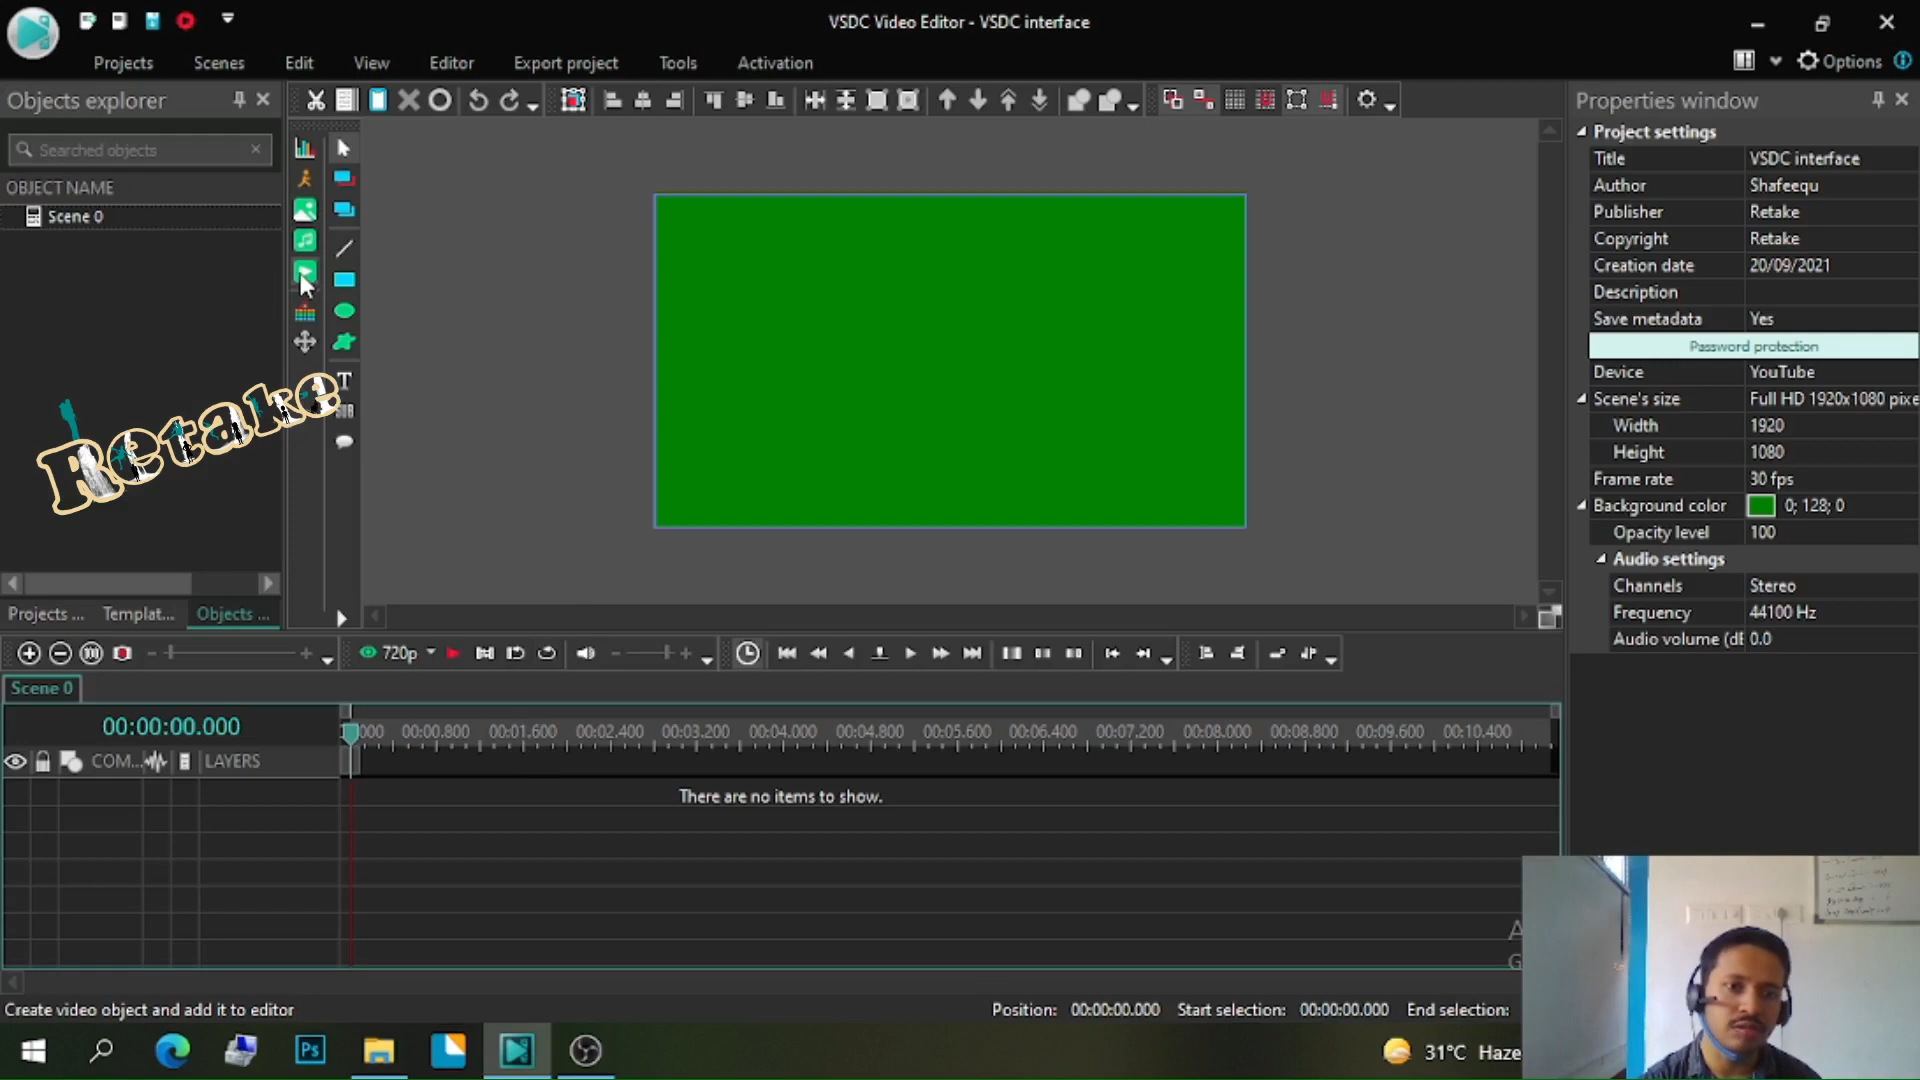 VSDC Video Editor - VSDC interface
Projects Scenes Edit View Editor Export project Tools Activation
Options
Objects explorer
Searched objects
OBJECT NAME
Scene 0
Retake
T
Projects ... Templat... Objects ...
Properties window
Project settings
Title VSDC interface
Author Shafeequ
Publisher Retake
Copyright Retake
Creation date 20/09/2021
Description
Save metadata Yes
Password protection
Device YouTube
Scene's size Full HD 1920x1080 pixe
Width 1920
Height 1080
Frame rate 30 fps
Background color 0; 128; 0
Opacity level 100
Audio settings
Channels Stereo
Frequency 44100 Hz
Audio volume (dB 0.0
720p
Scene 0
00:00:00.000
000 00:00.800 00:01.600 00:02.400 00:03.200 00:04.000 00:04.800 00:05.600 00:06.400 00:07.200 00:08.000 00:08.800 00:09.600 00:10.400
COM... LAYERS
There are no items to show.
A
G
Create video object and add it to editor
Position: 00:00:00.000 Start selection: 00:00:00.000 End selection:
Ps
31°C Haze